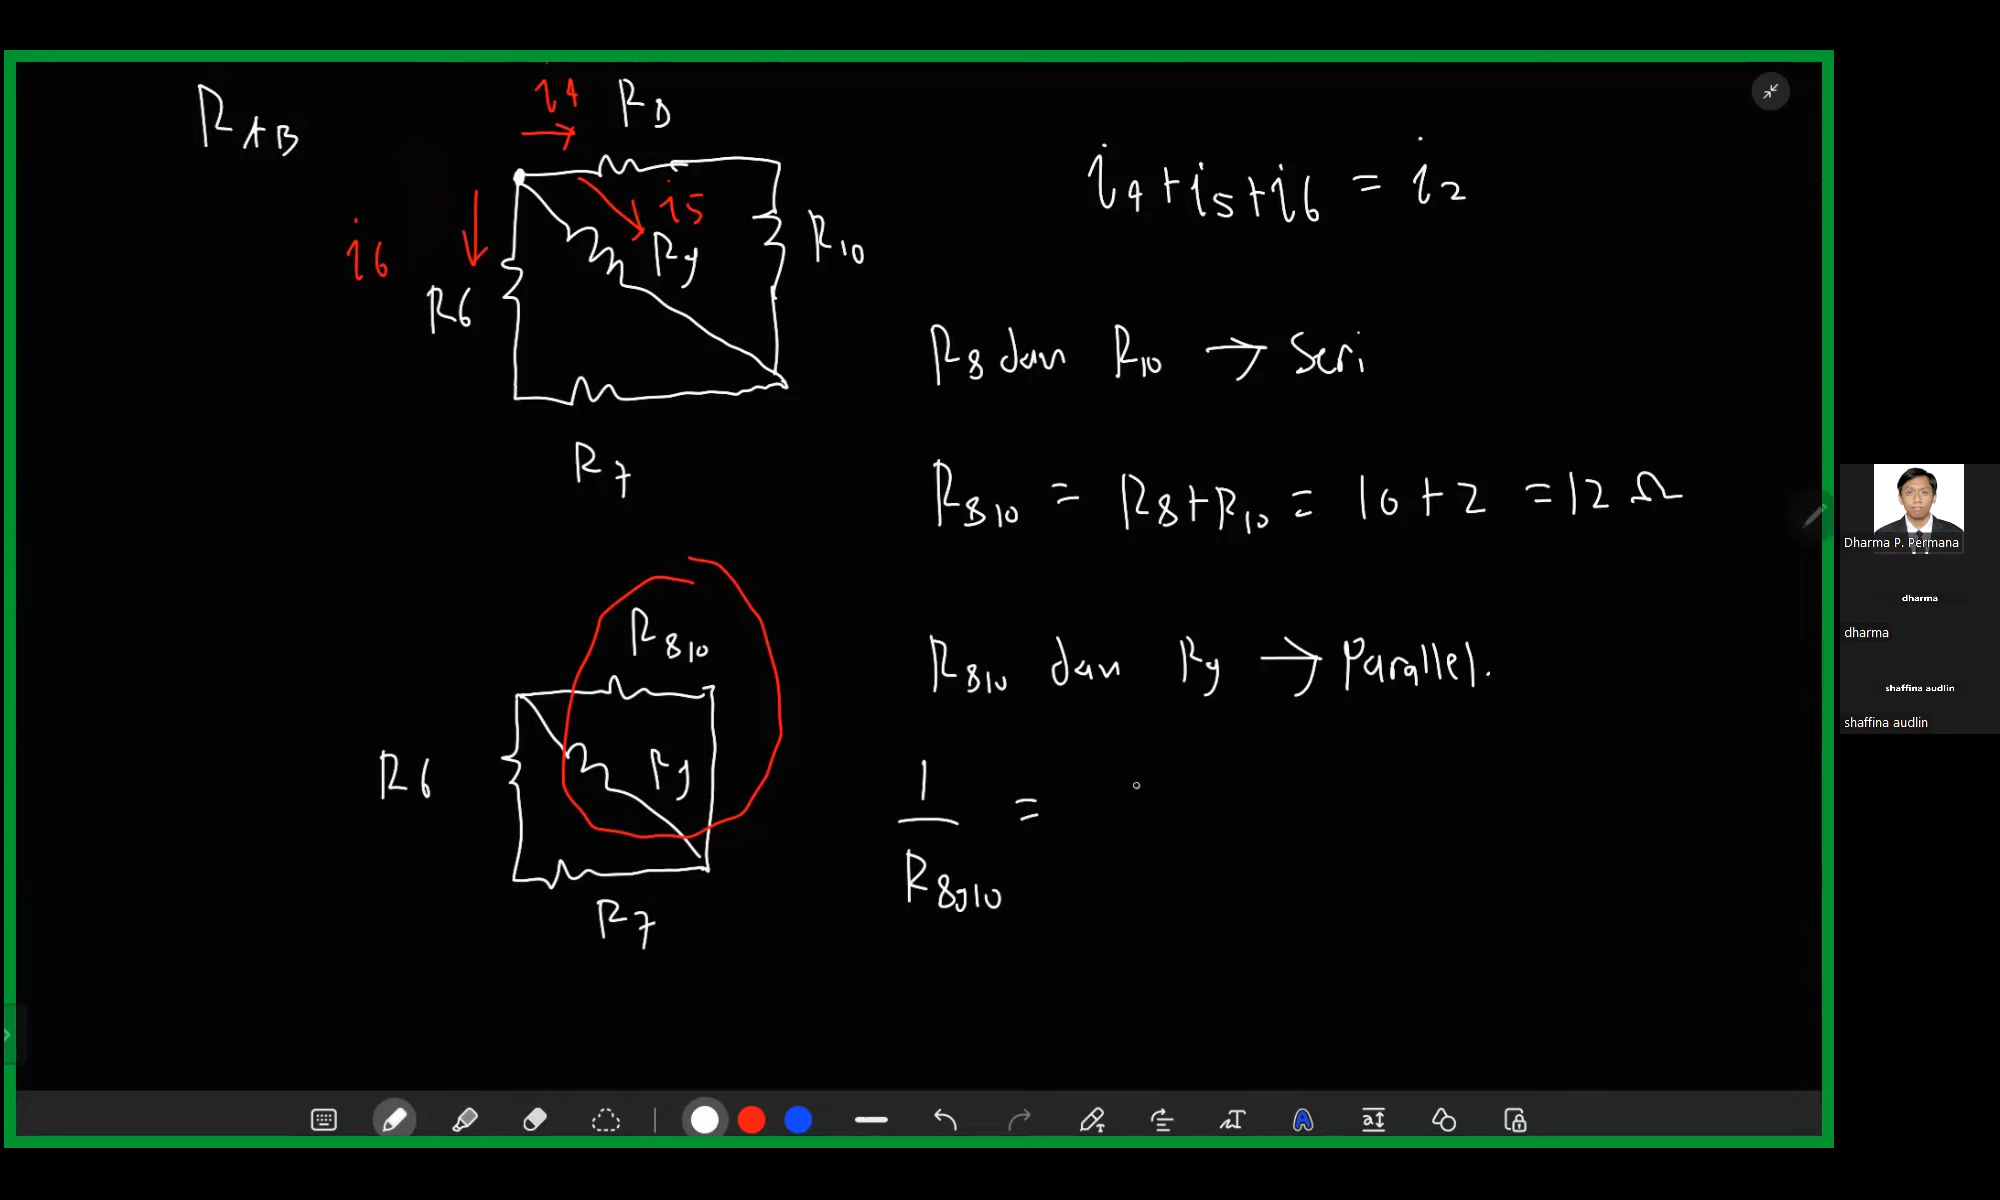 R_AB
i4
R8
i5
R9
R10
i6
R6
R7
i4 + i5 + i6 = i2
R8 dan R10 → Seri
R810 = R8 + R10 = 10 + 2 = 12 Ω
R810
R9
R6
R7
R810 dan R9 → Parallel.
1
=
R8910
Dharma P. Permana
dharma
dharma
shaffina audlin
shaffina audlin